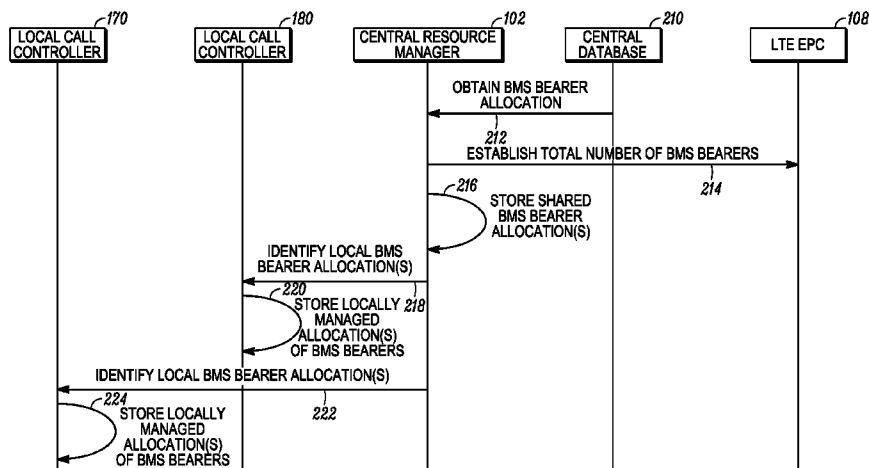 170
LOCAL CALL
CONTROLLER
180
LOCAL CALL
CONTROLLER
102
CENTRAL RESOURCE
MANAGER
210
CENTRAL
DATABASE
108
LTE EPC
OBTAIN BMS BEARER
ALLOCATION
212
ESTABLISH TOTAL NUMBER OF BMS BEARERS
214
216
STORE SHARED
BMS BEARER
ALLOCATION(S)
IDENTIFY LOCAL BMS
BEARER ALLOCATION(S)
218
220
STORE LOCALLY
MANAGED
ALLOCATION(S)
OF BMS BEARERS
IDENTIFY LOCAL BMS BEARER ALLOCATION(S)
222
224
STORE LOCALLY
MANAGED
ALLOCATION(S)
OF BMS BEARERS